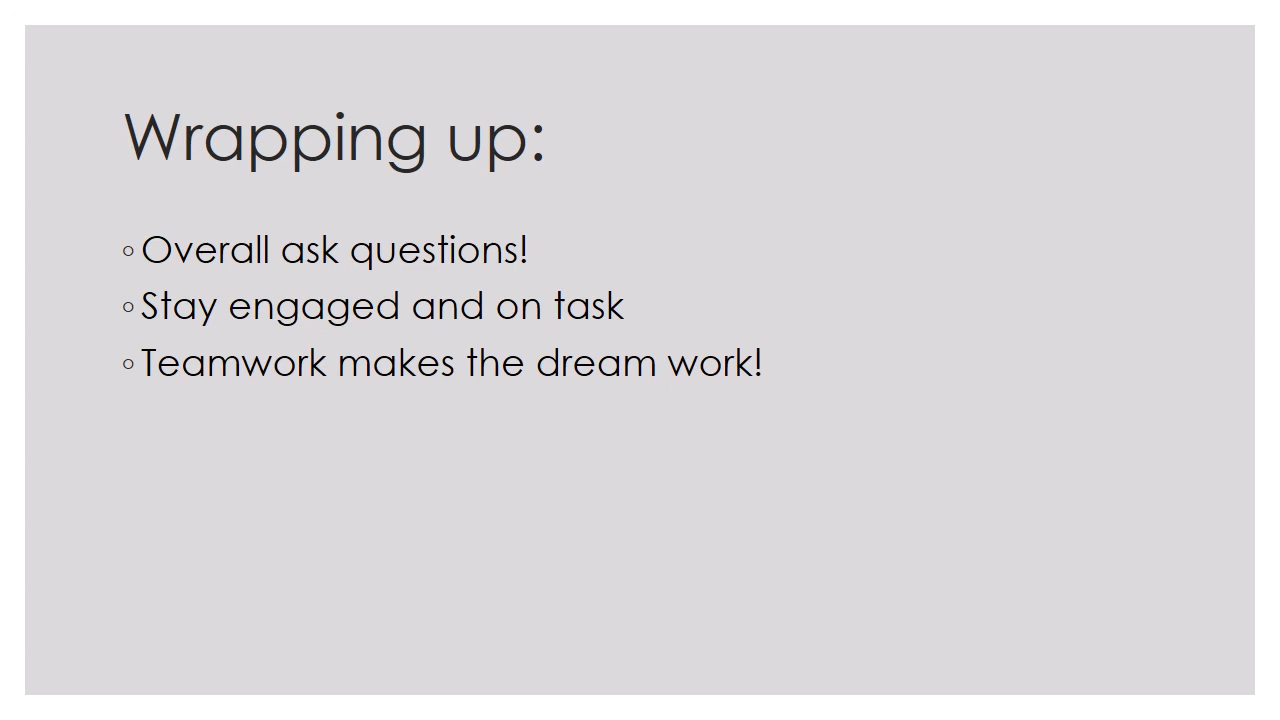 Wrapping up:
◦ Overall ask questions!
◦ Stay engaged and on task
◦ Teamwork makes the dream work!